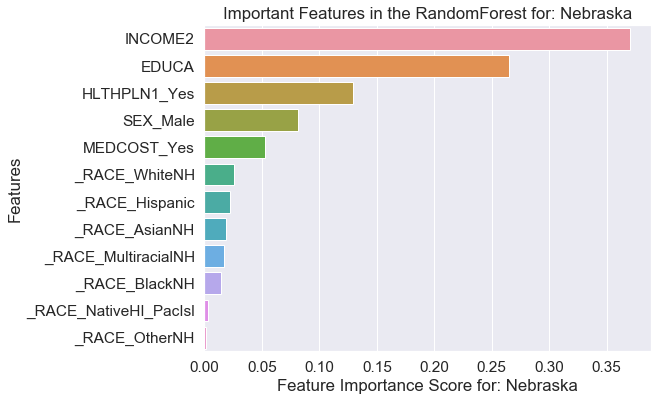 Important Features in the RandomForest for: Nebraska
INCOME2
EDUCA
HLTHPLN1_Yes
SEX_Male
MEDCOST_Yes
_RACE_WhiteNH
_RACE_Hispanic
_RACE_AsianNH
_RACE_MultiracialNH
_RACE_BlackNH
_RACE_NativeHI_PacIsl
_RACE_OtherNH
Features
0.00 0.05 0.10 0.15 0.20 0.25 0.30 0.35
Feature Importance Score for: Nebraska